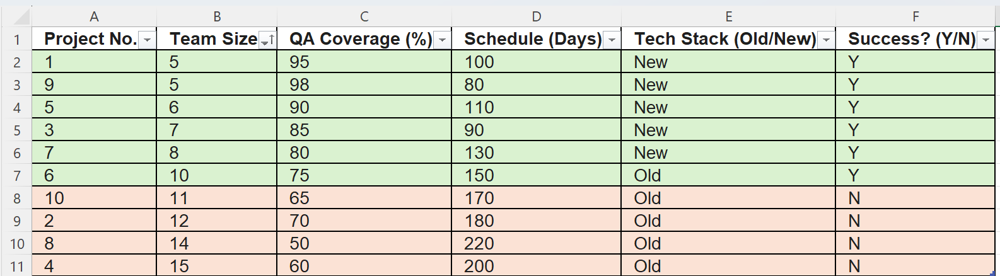 A B C D E F
1 Project No. Team Size QA Coverage (%) Schedule (Days) Tech Stack (Old/New) Success? (Y/N)
2 1 5 95 100 New Y
3 9 5 98 80 New Y
4 5 6 90 110 New Y
5 3 7 85 90 New Y
6 7 8 80 130 New Y
7 6 10 75 150 Old Y
8 10 11 65 170 Old N
9 2 12 70 180 Old N
10 8 14 50 220 Old N
11 4 15 60 200 Old N